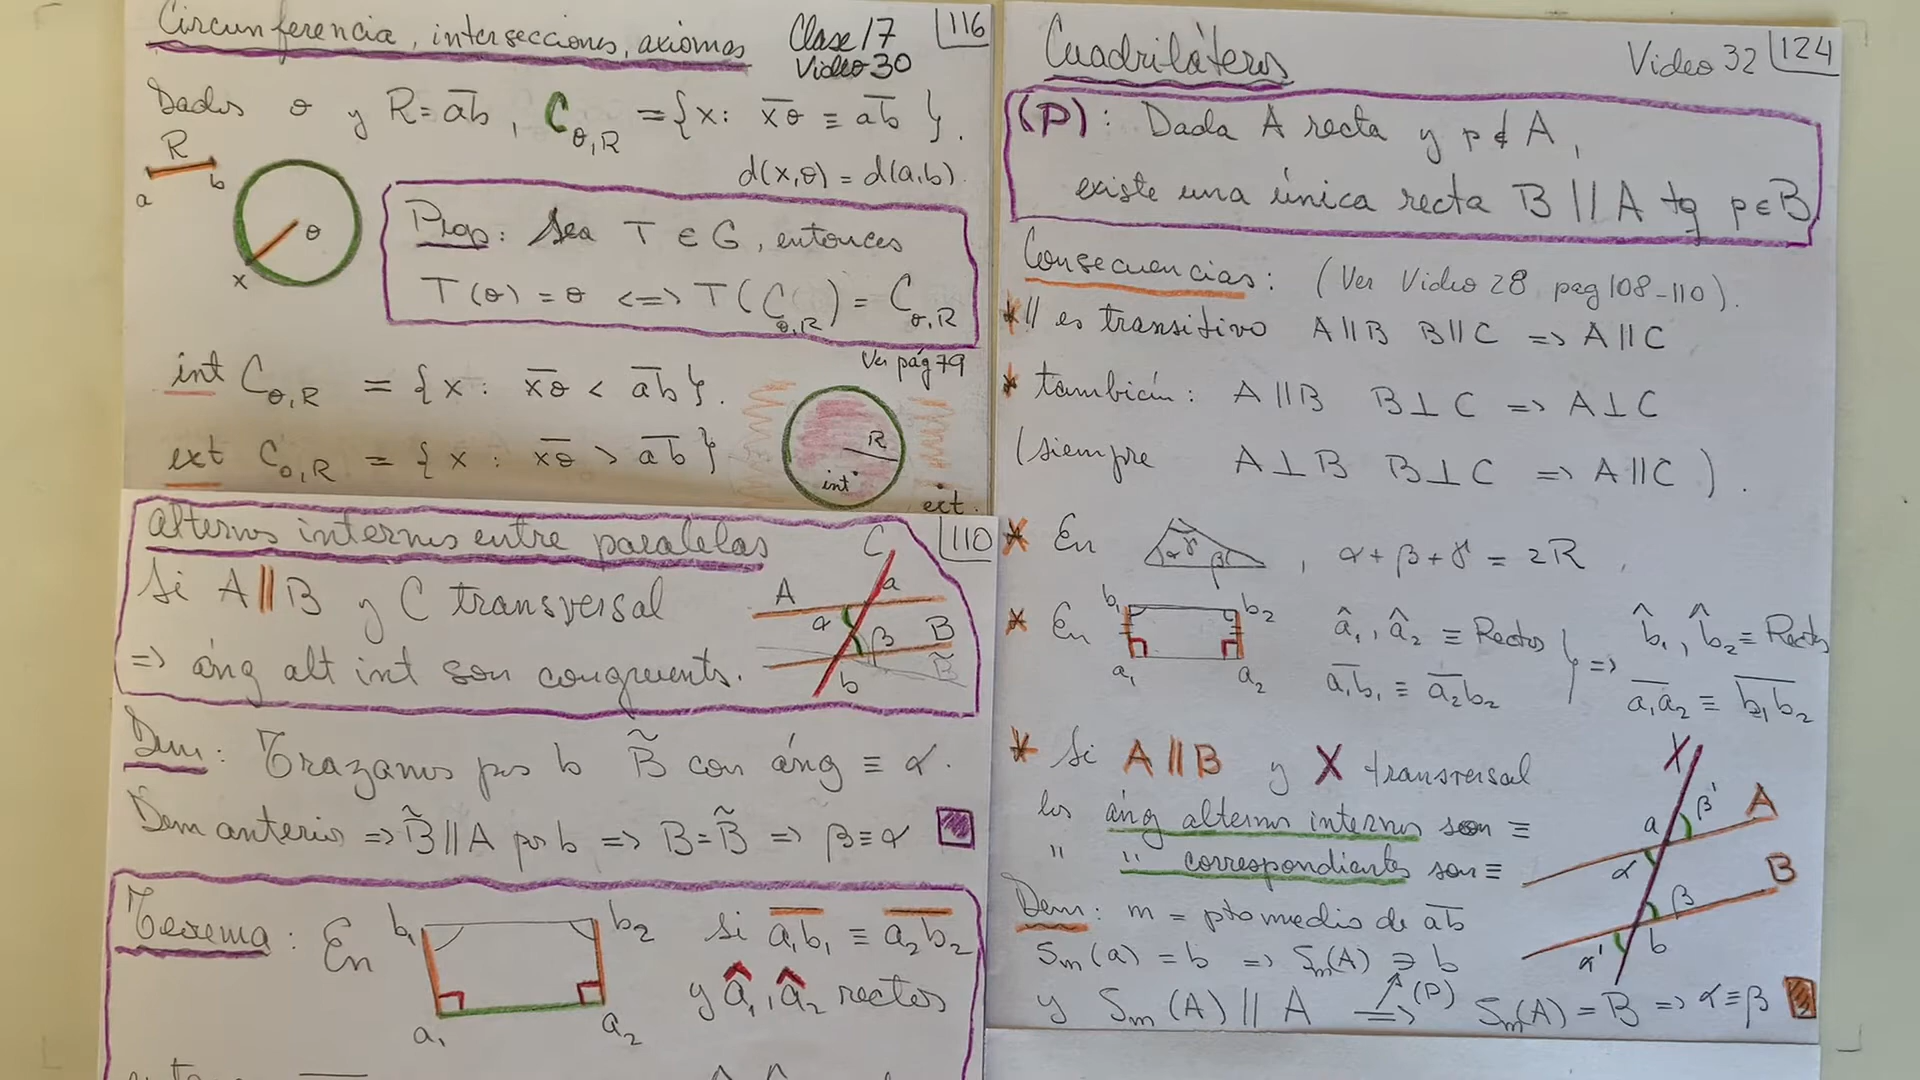 Circunferencia, intersecciones, axiomas
Clase 17
Video 30
116
Dados θ y R = ab, C θ,R = {x: xθ ≡ ab}.
R
a b
θ
x
d(x,θ) = d(a,b)
Prop: Sea T ∈ G, entonces
T(θ) = θ <=> T(C θ,R) = C θ,R
Ver pág 79
int C θ,R = {x : xθ < ab}.
ext C θ,R = {x : xθ > ab}
R
int
ext.
alternos internos entre paralelas
110
Si A || B y C transversal
=> áng alt int son congruentes.
C
A a
α β B
B̃
b
Dem: Trazamos por b B̃ con áng ≡ α.
Dem anterior => B̃ || A por b => B = B̃ => β ≡ α
Teorema: En
b1 b2
a1 a2
si a1b1 ≡ a2b2
y â1, â2 rectos
Cuadriláteros
Video 32
124
(P): Dada A recta y p ∉ A,
existe una única recta B || A tq p ∈ B
Consecuencias: (Ver Video 28 pag 108-110).
* || es transitivo A || B B || C => A || C
* también: A || B B ⊥ C => A ⊥ C
(siempre A ⊥ B B ⊥ C => A || C).
* En α γ β, α + β + γ = 2R,
* En b1 b2 a1 a2
â1, â2 ≡ Rectos
a1b1 ≡ a2b2
} =>
b̂1, b̂2 ≡ Rectos
a1a2 ≡ b1b2
* Si A || B y X transversal
los áng alternos internos son ≡
" " correspondientes son ≡
X
β' A
a
α
B
β
b
α'
Dem: m = pto medio de ab
Sm(a) = b => Sm(A) ∋ b
y Sm(A) || A => (P) Sm(A) = B => α ≡ β